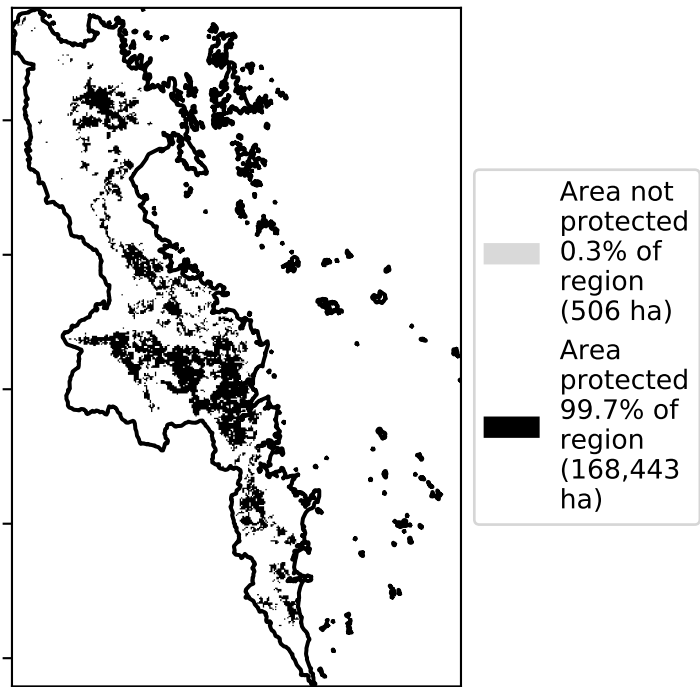 Area not
protected
0.3% of
region
(506 ha)
Area
protected
99.7% of
region
(168,443
ha)